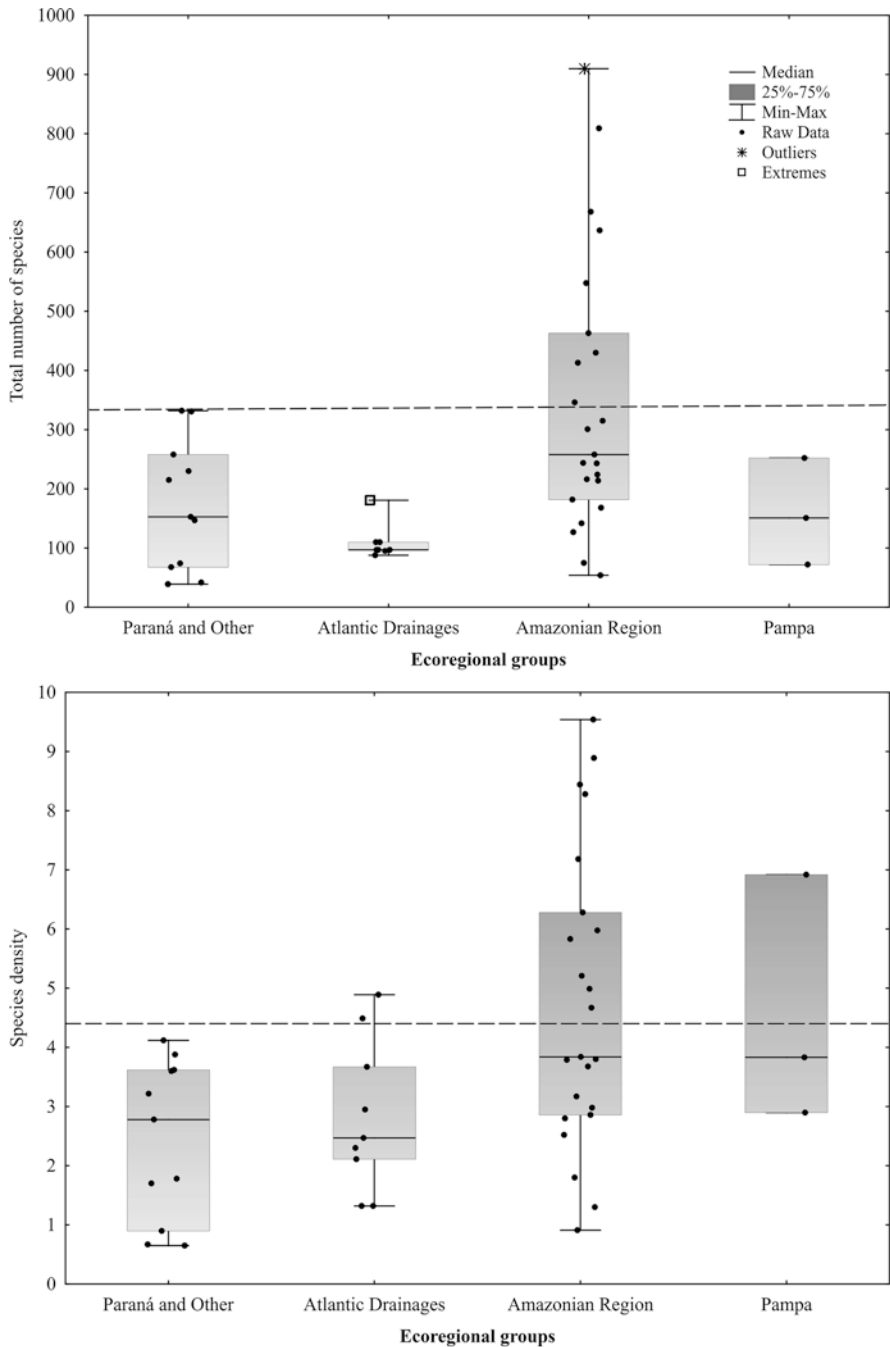 1000
900
800
700
600
500
400
300
200
100
0
Total number of species
Median
25%-75%
Min-Max
Raw Data
Outliers
Extremes
Paraná and Other Atlantic Drainages Amazonian Region Pampa
Ecoregional groups
10
9
8
7
6
5
4
3
2
1
0
Species density
Paraná and Other Atlantic Drainages Amazonian Region Pampa
Ecoregional groups